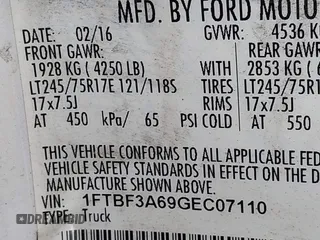 MFD. BY FORD MOTO
DATE: 02/16 GVWR: 4536 K
FRONT GAWR: REAR GAWR
1928 KG ( 4250 LB) WITH 2853 KG (
LT245/75R17E 121/118S TIRES LT245/75R1
17x7.5J RIMS 17x7.5J
AT 450 kPa/ 65 PSI COLD AT 550
THIS VEHICLE CONFORMS TO ALL APPLICABLE FED
SAFETY STANDARDS IN EFFECT ON THE D
MANUFACTURE SHOWN ABOVE.
VIN: 1FTBF3A69GEC07110
TYPE: Truck